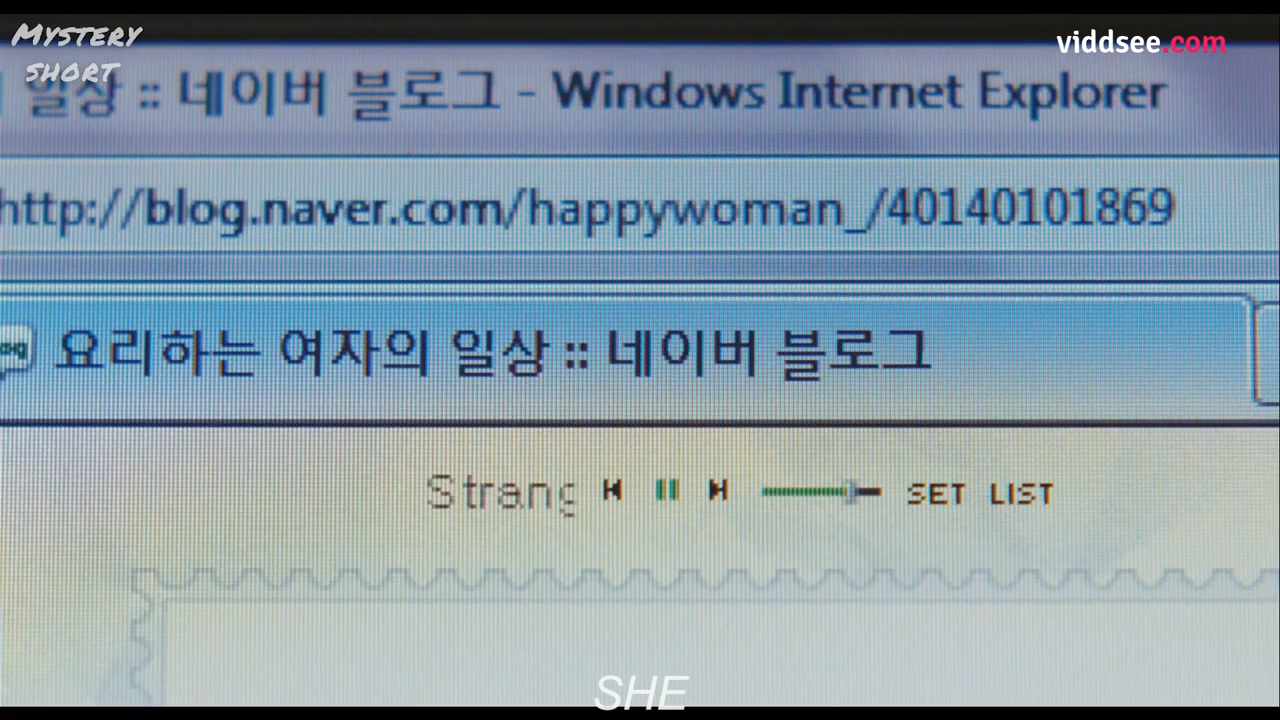 MYSTERY
SHORT
viddsee.com
일상 :: 네이버 블로그 - Windows Internet Explorer
http://blog.naver.com/happywoman_/40140101869
요리하는 여자의 일상 :: 네이버 블로그
Strang SET LIST
SHE